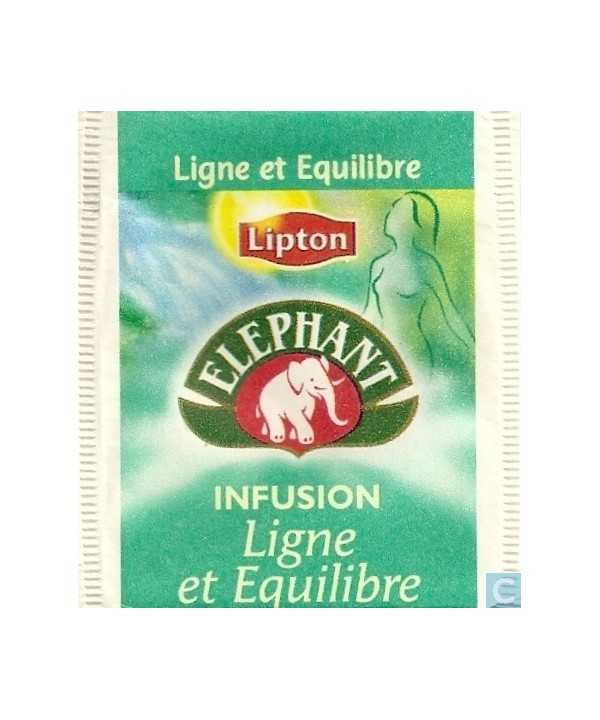 Ligne et Equilibre
Lipton
ELEPHANT
INFUSION
Ligne
et Equilibre
C